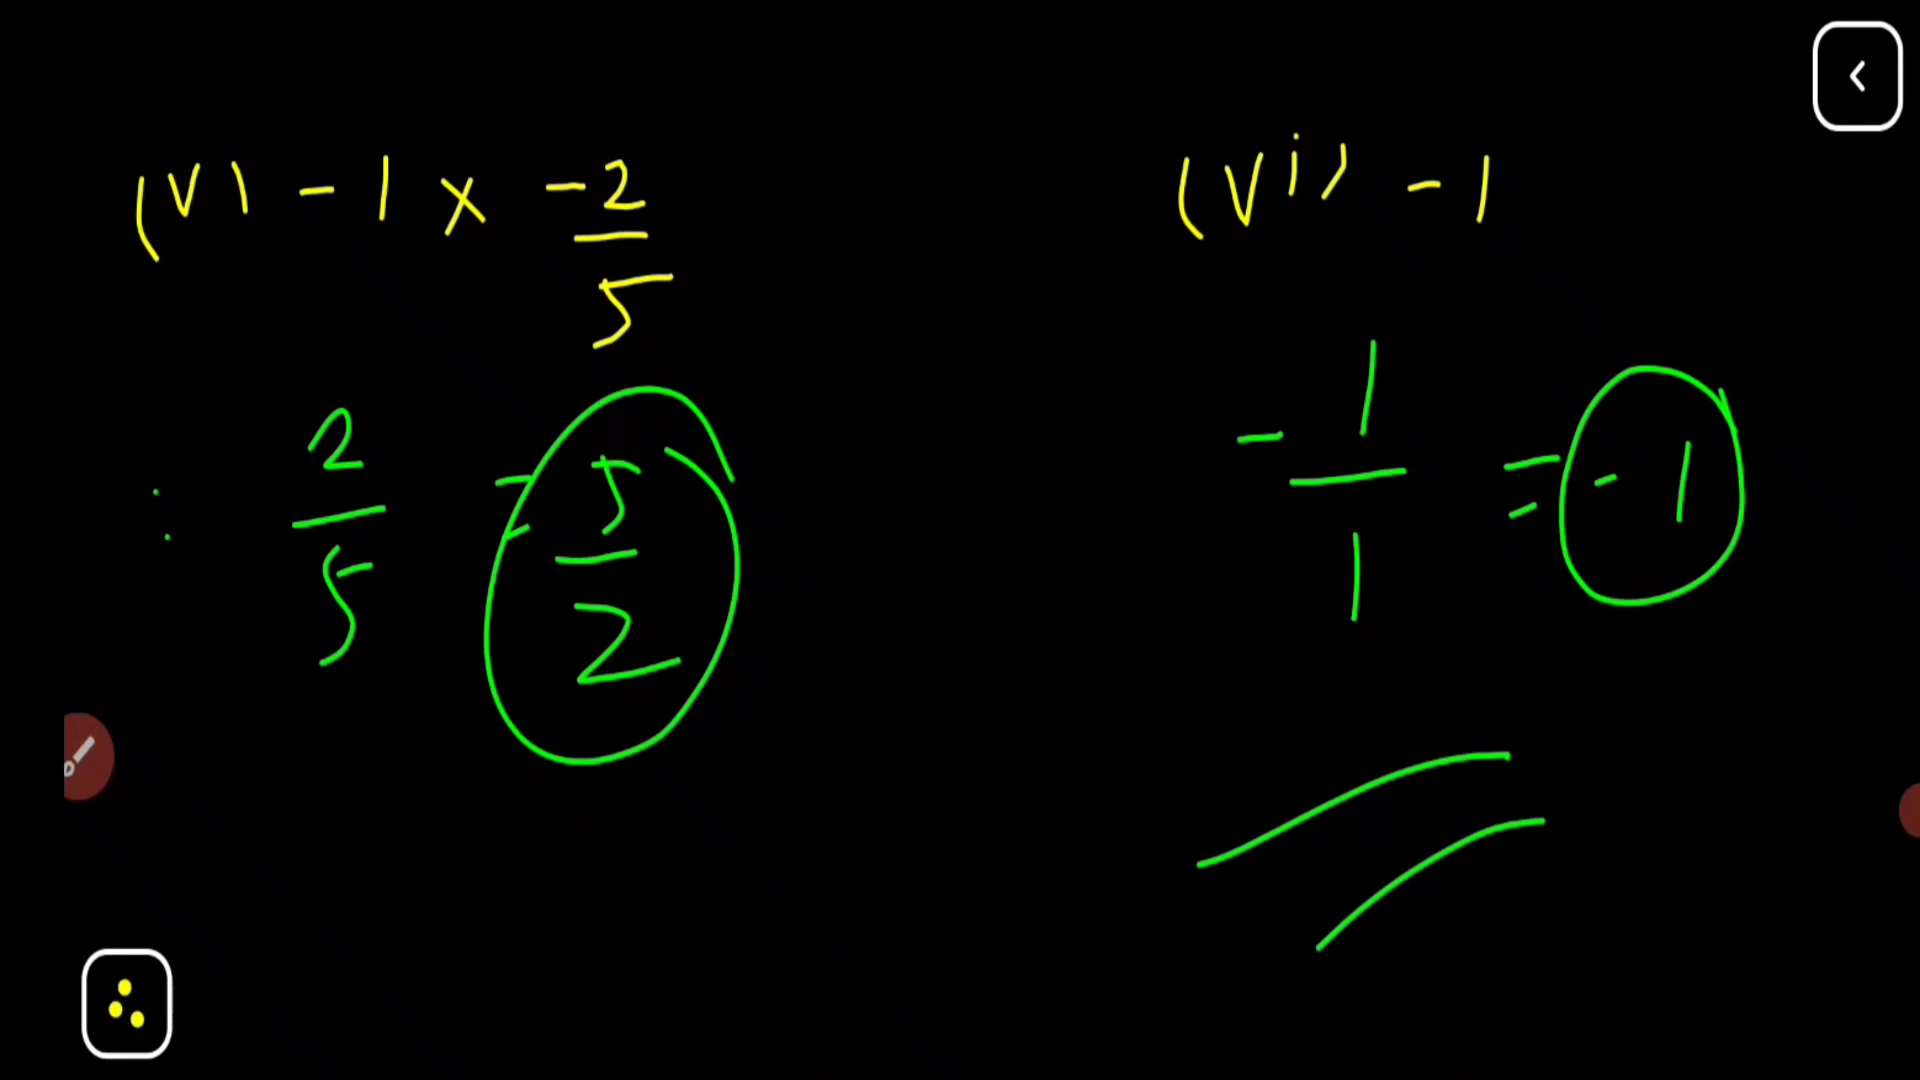 (v) -1 x -2/5
: 2/5 = 5/2
(vi) -1
- 1/1 = -1